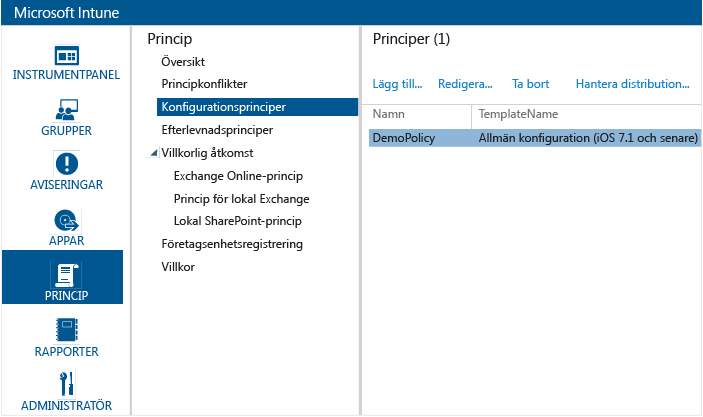 Microsoft Intune
INSTRUMENTPANEL
GRUPPER
AVISERINGAR
APPAR
PRINCIP
RAPPORTER
ADMINISTRATÖR
Princip
Översikt
Principkonflikter
Konfigurationsprinciper
Efterlevnadsprinciper
Villkorlig åtkomst
Exchange Online-princip
Princip för lokal Exchange
Lokal SharePoint-princip
Företagsenhetsregistrering
Villkor
Principer (1)
Lägg till... Redigera... Ta bort Hantera distribution...
Namn TemplateName
DemoPolicy Allmän konfiguration (iOS 7.1 och senare)